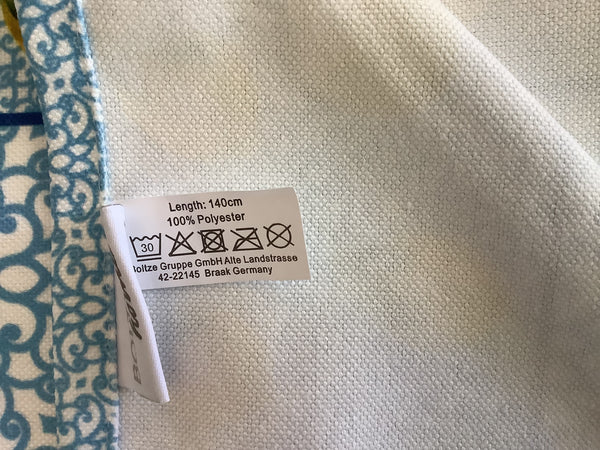 Length: 140cm
100% Polyester
30
Boltze Gruppe GmbH Alte Landstrasse
42-22145 Braak Germany